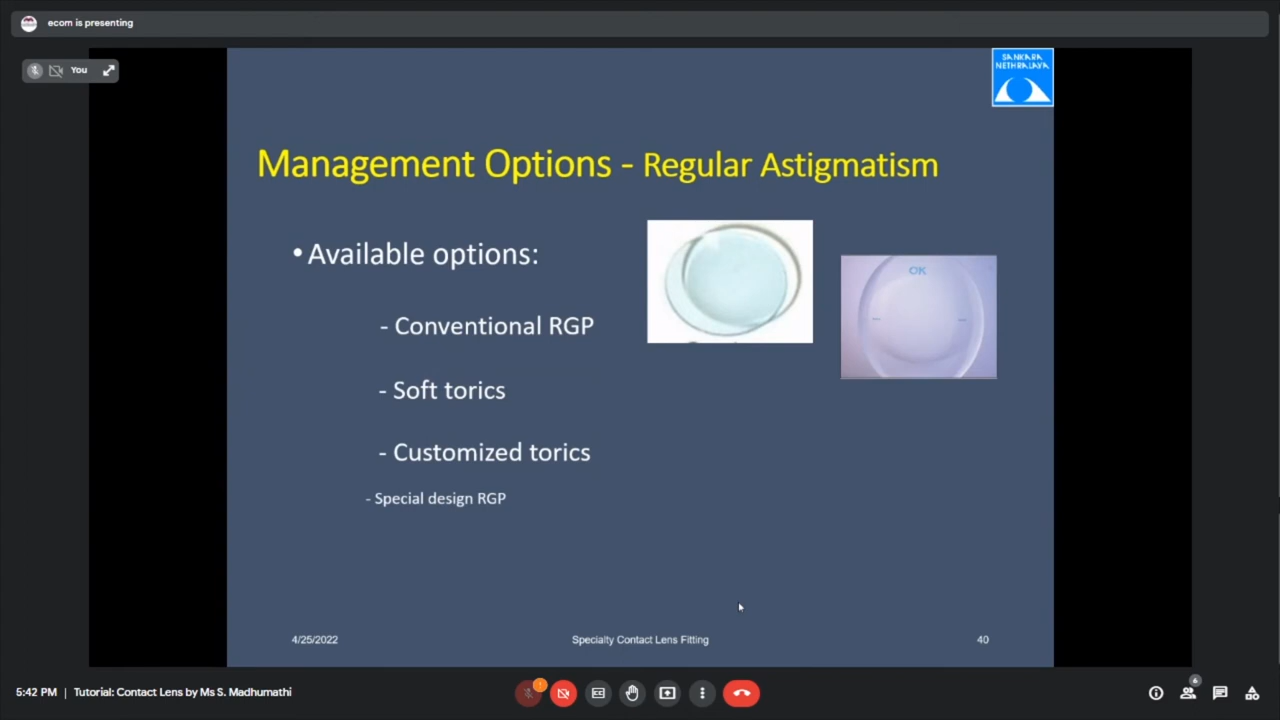 ecom is presenting
You
SANKARA
NETHRALAYA
Management Options - Regular Astigmatism
• Available options:
OK
- Conventional RGP
- Soft torics
- Customized torics
- Special design RGP
4/25/2022
Specialty Contact Lens Fitting
40
5:42 PM | Tutorial: Contact Lens by Ms S. Madhumathi
6